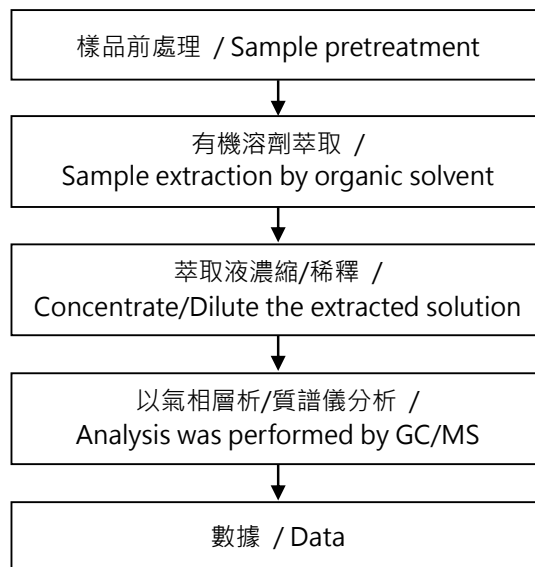 樣品前處理 / Sample pretreatment
有機溶劑萃取 /
Sample extraction by organic solvent
萃取液濃縮/稀釋 /
Concentrate/Dilute the extracted solution
以氣相層析/質譜儀分析 /
Analysis was performed by GC/MS
數據 / Data